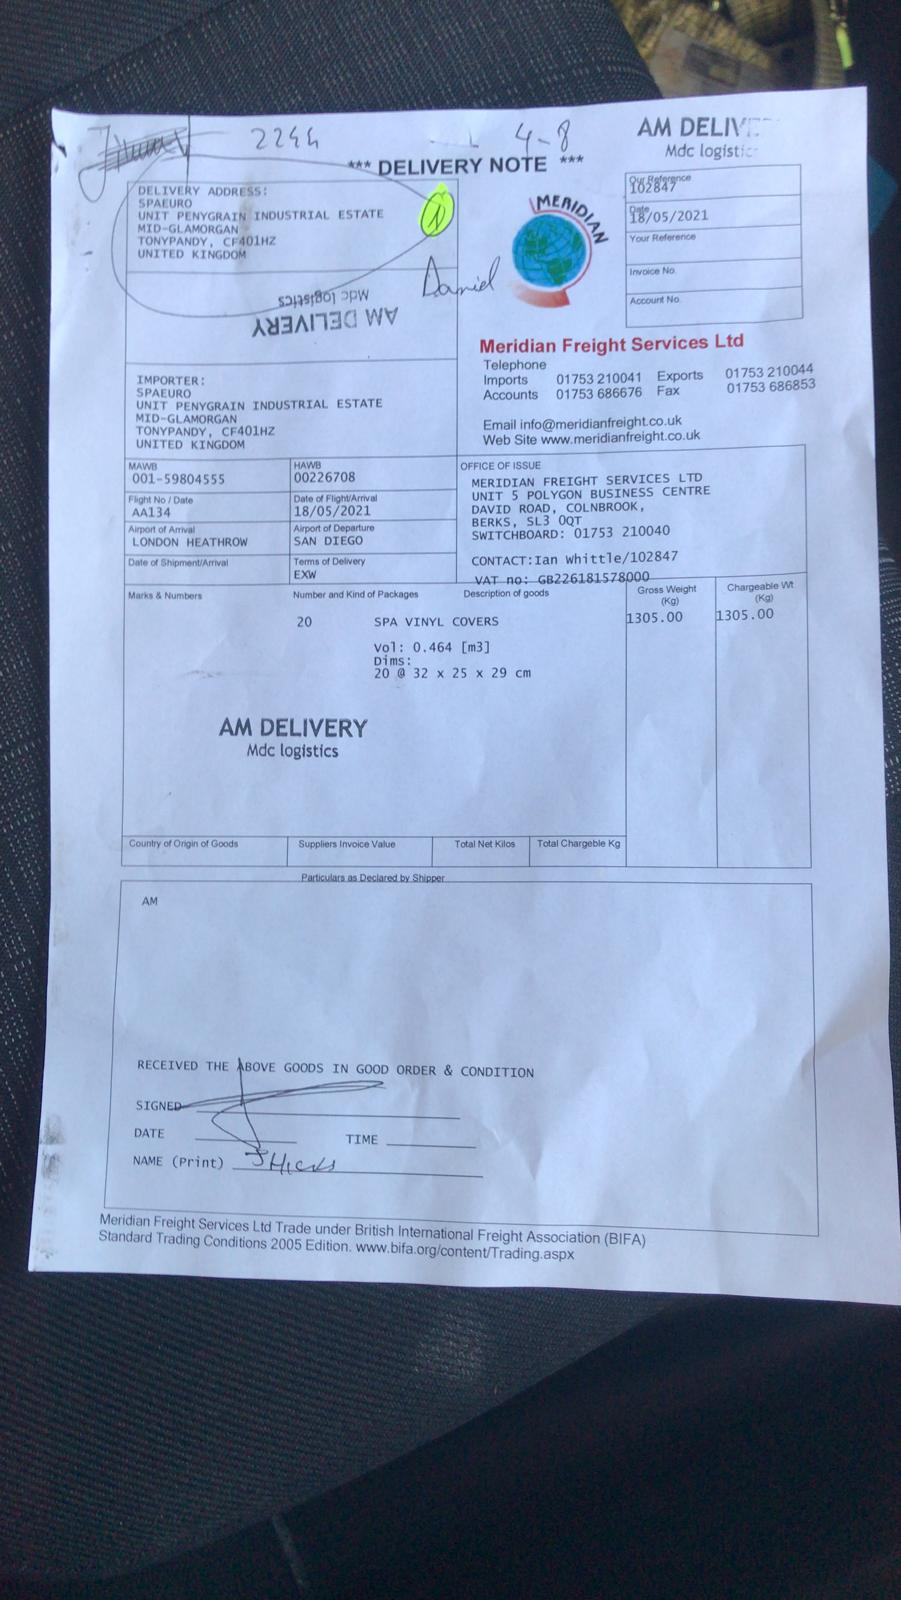 2244
4-8
AM DELIV
Mdc logistic
*** DELIVERY NOTE ***
DELIVERY ADDRESS:
SPAEURO
UNIT PENYGRAIN INDUSTRIAL ESTATE
MID-GLAMORGAN
TONYPANDY, CF401HZ
UNITED KINGDOM
MERIDIAN
Our Reference
102847
Date
18/05/2021
Your Reference
Invoice No.
Account No.
Daniel
Mdc logistics
AM DELIVERY
Meridian Freight Services Ltd
Telephone
Imports 01753 210041 Exports 01753 210044
Accounts 01753 686676 Fax 01753 686853
Email info@meridianfreight.co.uk
Web Site www.meridianfreight.co.uk
IMPORTER:
SPAEURO
UNIT PENYGRAIN INDUSTRIAL ESTATE
MID-GLAMORGAN
TONYPANDY, CF401HZ
UNITED KINGDOM
MAWB HAWB
001-59804555 00226708
Flight No / Date Date of Flight/Arrival
AA134 18/05/2021
Airport of Arrival Airport of Departure
LONDON HEATHROW SAN DIEGO
Date of Shipment/Arrival Terms of Delivery
EXW
OFFICE OF ISSUE
MERIDIAN FREIGHT SERVICES LTD
UNIT 5 POLYGON BUSINESS CENTRE
DAVID ROAD, COLNBROOK,
BERKS, SL3 0QT
SWITCHBOARD: 01753 210040
CONTACT:Ian Whittle/102847
VAT no: GB226181578000
Marks & Numbers Number and Kind of Packages Description of goods Gross Weight (Kg) Chargeable Wt. (Kg)
20 SPA VINYL COVERS 1305.00 1305.00
Vol: 0.464 [m3]
Dims:
20 @ 32 x 25 x 29 cm
AM DELIVERY
Mdc logistics
Country of Origin of Goods Suppliers Invoice Value Total Net Kilos Total Chargeble Kg
Particulars as Declared by Shipper
AM
RECEIVED THE ABOVE GOODS IN GOOD ORDER & CONDITION
SIGNED
DATE TIME
NAME (Print) J Hicks
Meridian Freight Services Ltd Trade under British International Freight Association (BIFA)
Standard Trading Conditions 2005 Edition. www.bifa.org/content/Trading.aspx